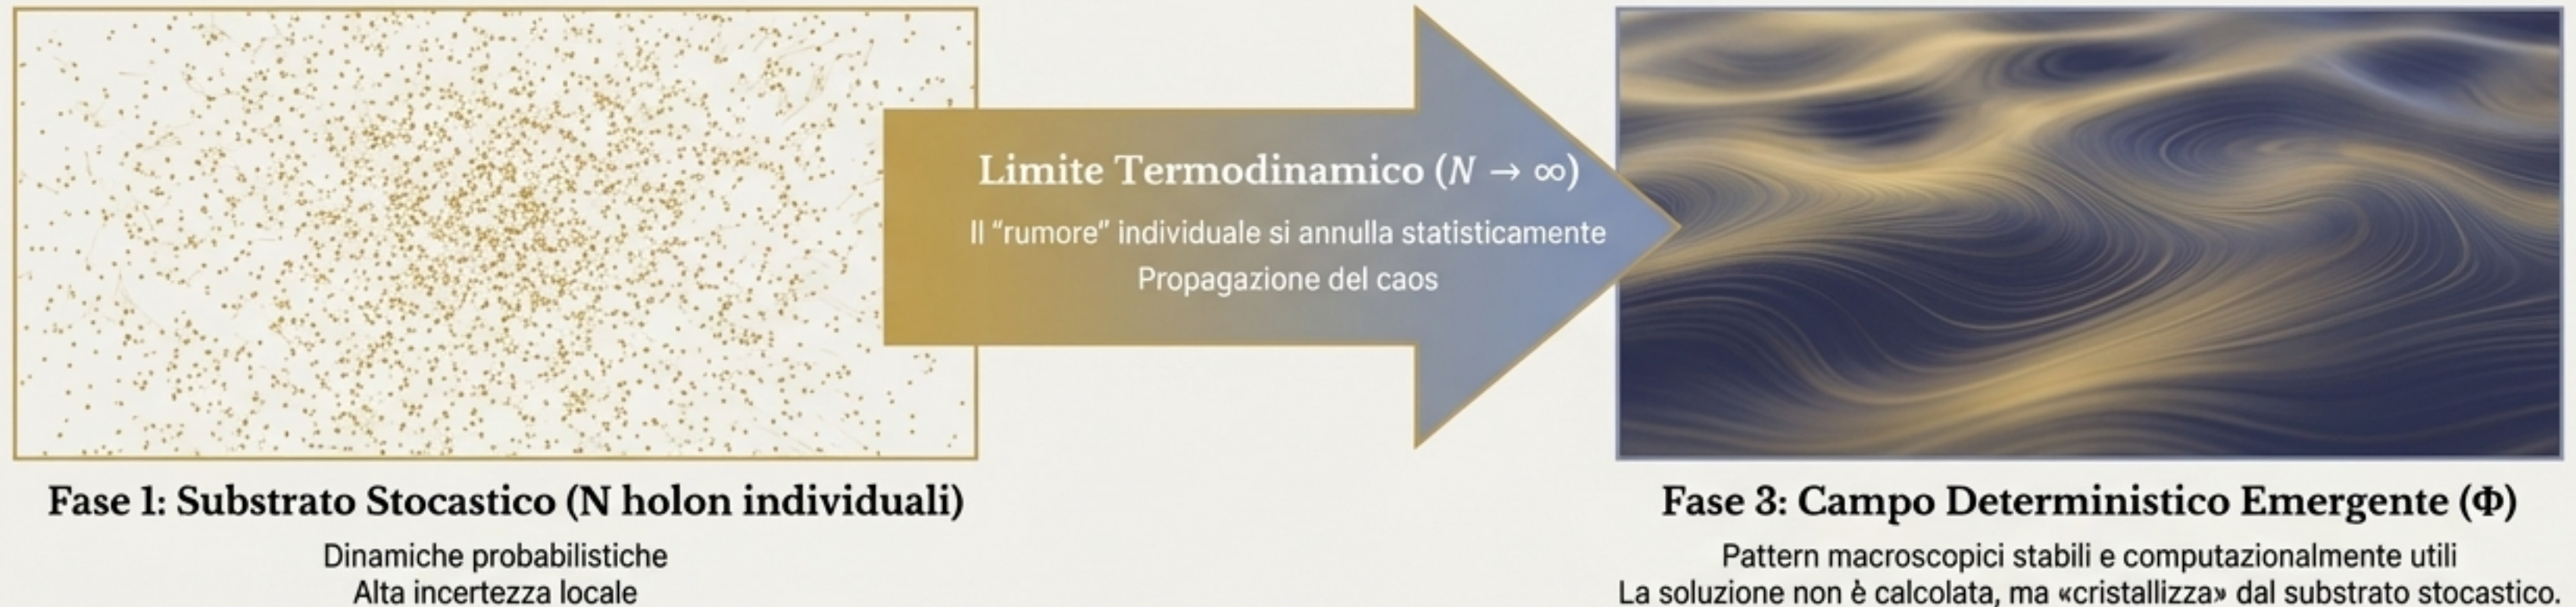 Limite Termodinamico (N → ∞)
Il “rumore” individuale si annulla statisticamente
Propagazione del caos
Fase 1: Substrato Stocastico (N holon individuali)
Dinamiche probabilistiche
Alta incertezza locale
Fase 3: Campo Deterministico Emergente (Φ)
Pattern macroscopici stabili e computazionalmente utili
La soluzione non è calcolata, ma «cristallizza» dal substrato stocastico.